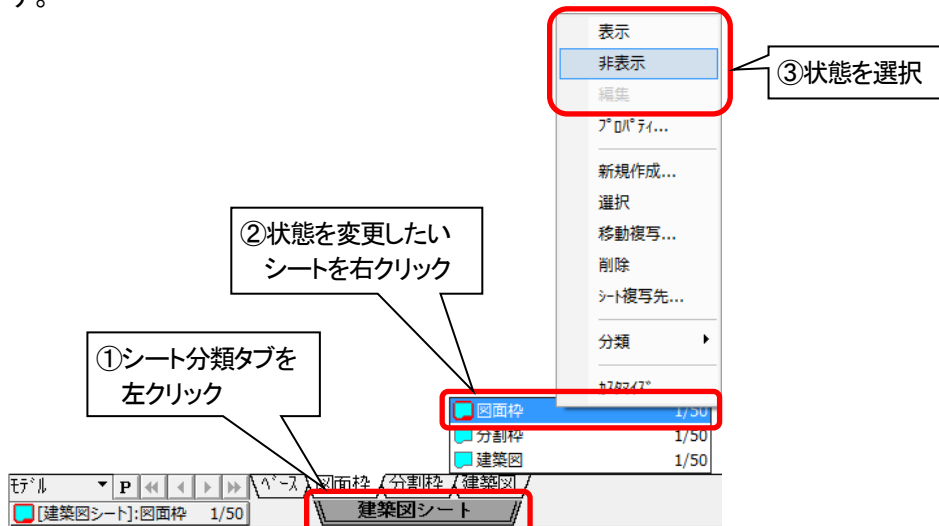 す。
表示
非表示
編集
ﾌﾟﾛﾊﾟﾃｨ...
③状態を選択
新規作成...
選択
移動複写...
削除
ｼｰﾄ複写先...
分類
ｶｽﾀﾏｲｽﾞ
②状態を変更したい
シートを右クリック
①シート分類タブを
左クリック
図面枠 1/50
分割枠 1/50
建築図 1/50
ﾓﾃﾞﾙ P ﾍﾞｰｽ 図面枠 分割枠 建築図
[建築図シート]:図面枠 1/50 建築図シート